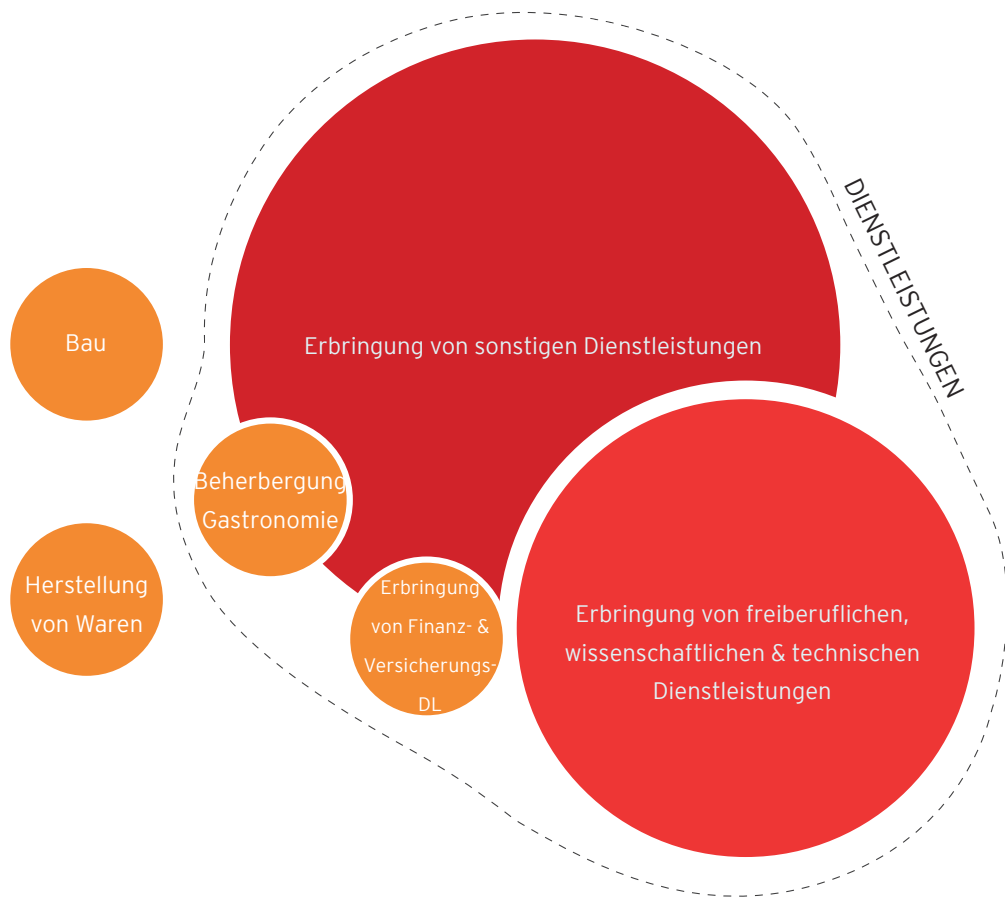 DIENSTLEISTUNGEN
Bau
Erbringung von sonstigen Dienstleistungen
Beherbergung
Gastronomie
Herstellung
von Waren
Erbringung
von Finanz- &
Versicherungs-
DL
Erbringung von freiberuflichen,
wissenschaftlichen & technischen
Dienstleistungen